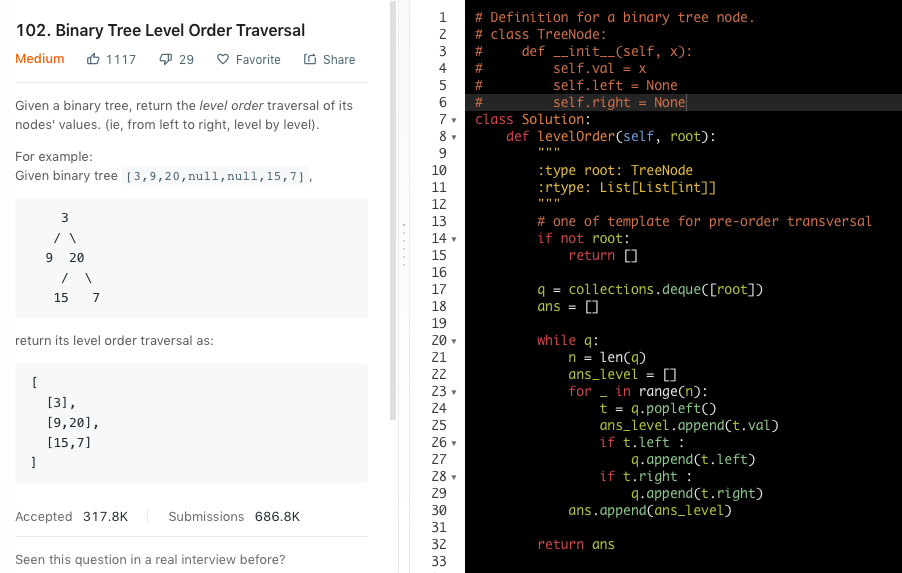 102. Binary Tree Level Order Traversal
Medium 1117 29 Favorite Share
Given a binary tree, return the level order traversal of its
nodes' values. (ie, from left to right, level by level).
For example:
Given binary tree [3,9,20,null,null,15,7],
3
/ \
9 20
/ \
15 7
return its level order traversal as:
[
[3],
[9,20],
[15,7]
]
Accepted 317.8K Submissions 686.8K
Seen this question in a real interview before?
1 # Definition for a binary tree node.
2 # class TreeNode:
3 #     def __init__(self, x):
4 #         self.val = x
5 #         self.left = None
6 #         self.right = None
7 class Solution:
8     def levelOrder(self, root):
9         """
10         :type root: TreeNode
11         :rtype: List[List[int]]
12         """
13         # one of template for pre-order transversal
14         if not root:
15             return []
16
17         q = collections.deque([root])
18         ans = []
19
20         while q:
21             n = len(q)
22             ans_level = []
23             for _ in range(n):
24                 t = q.popleft()
25                 ans_level.append(t.val)
26                 if t.left :
27                     q.append(t.left)
28                 if t.right :
29                     q.append(t.right)
30             ans.append(ans_level)
31
32         return ans
33